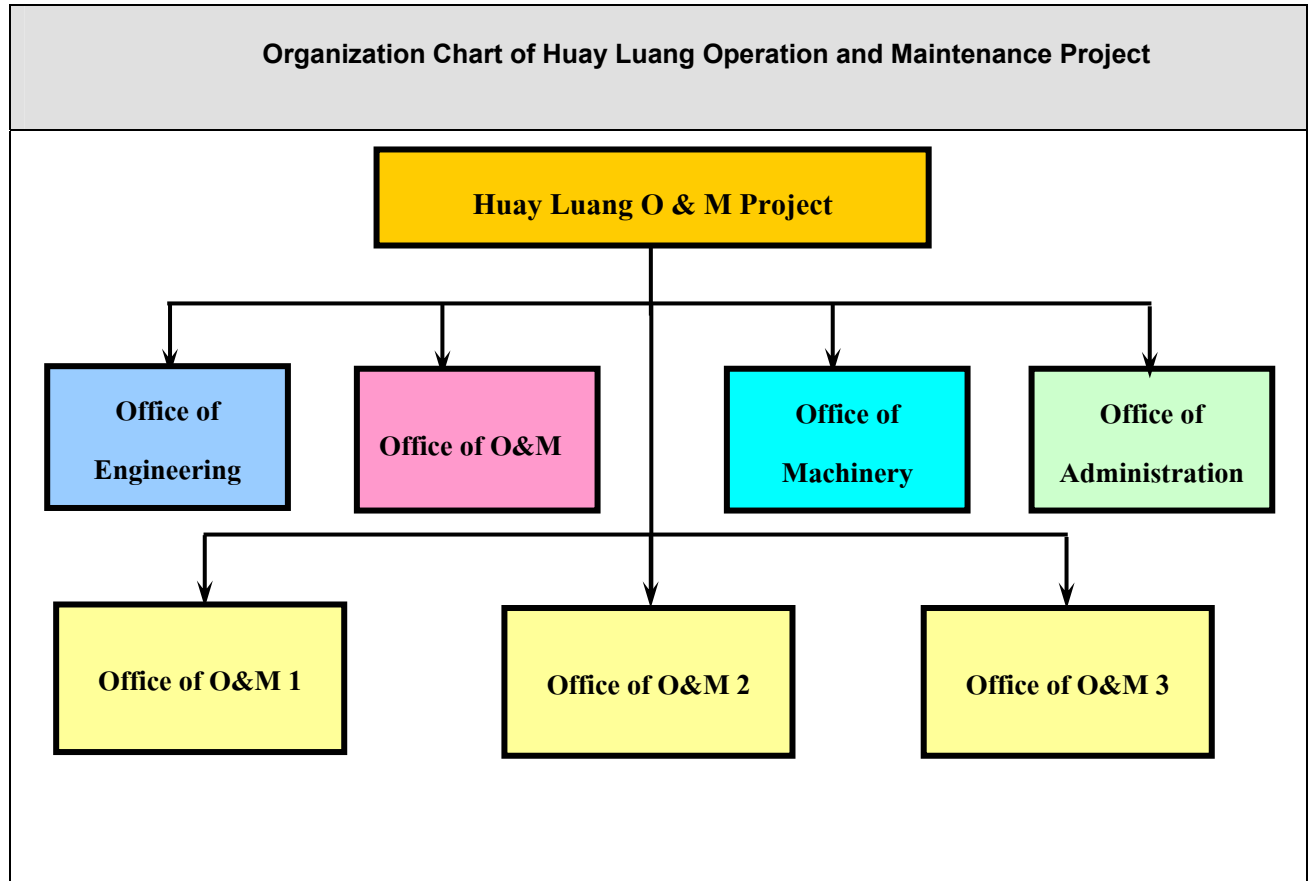 Organization Chart of Huay Luang Operation and Maintenance Project
Huay Luang O & M Project
Office of
Engineering
Office of O&M
Office of
Machinery
Office of
Administration
Office of O&M 1
Office of O&M 2
Office of O&M 3